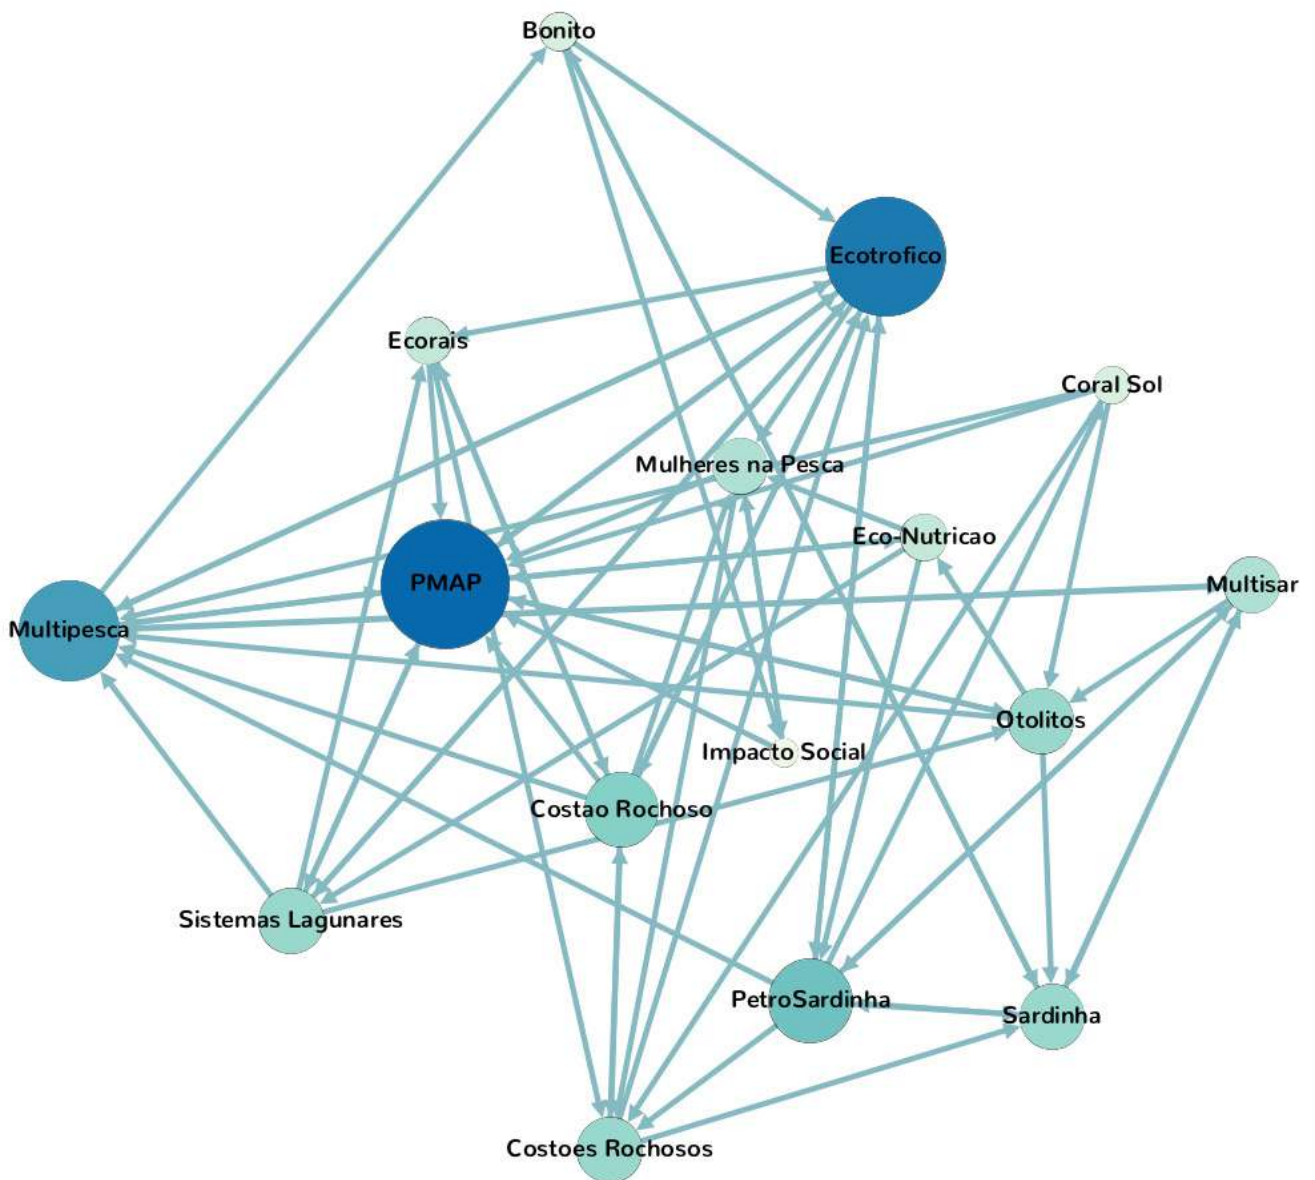 Bonito
Ecotrofico
Ecorais
Coral Sol
Mulheres na Pesca
Eco-Nutricao
PMAP
Multisar
Multipesca
Otolitos
Impacto Social
Costao Rochoso
Sistemas Lagunares
PetroSardinha
Sardinha
Costoes Rochosos